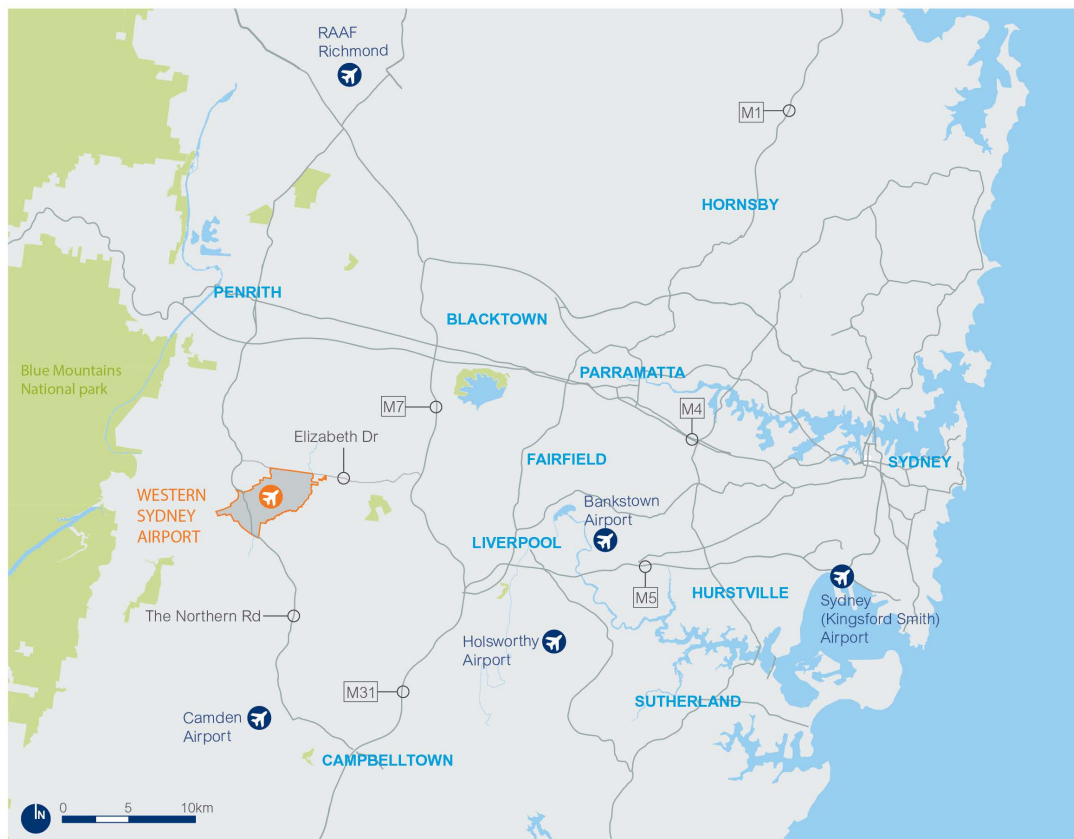 RAAF
Richmond
M1
HORNSBY
PENRITH
BLACKTOWN
Blue Mountains
National park
PARRAMATTA
M7
M4
Elizabeth Dr
FAIRFIELD
SYDNEY
WESTERN
SYDNEY
AIRPORT
Bankstown
Airport
LIVERPOOL
M5
HURSTVILLE
Sydney
(Kingsford Smith)
Airport
The Northern Rd
Holsworthy
Airport
M31
SUTHERLAND
Camden
Airport
CAMPBELLTOWN
N
0 5 10km